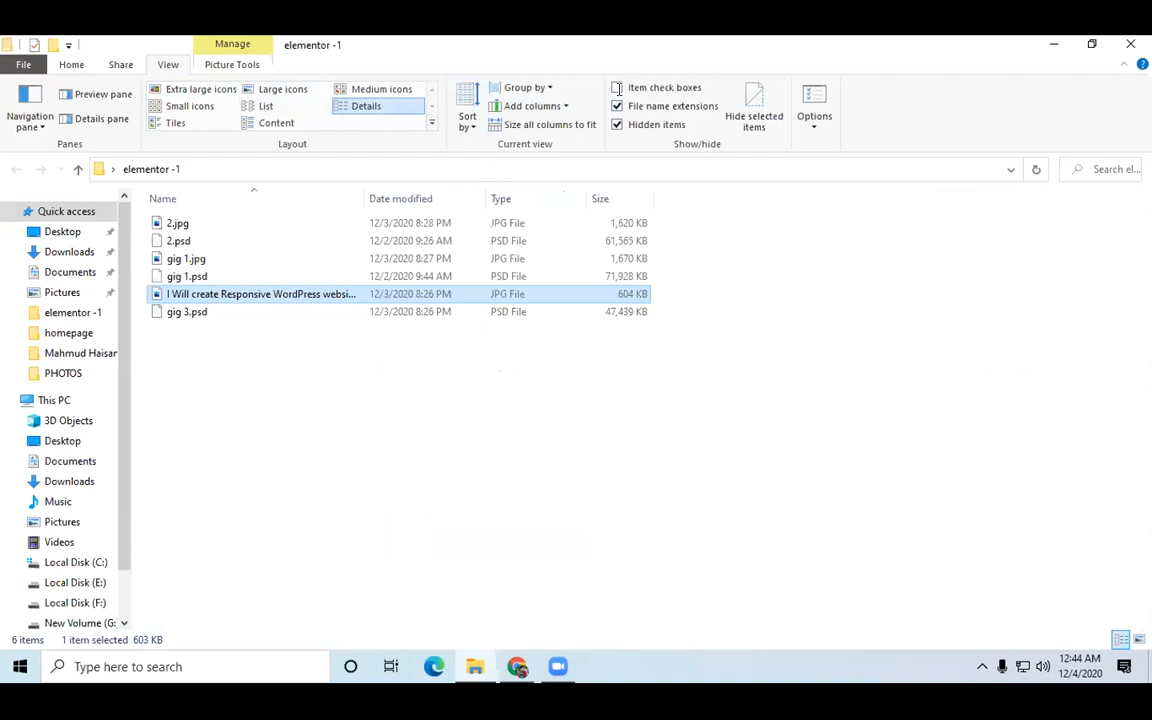 Manage
elementor -1
File
Home
Share
View
Picture Tools
Navigation pane
Preview pane
Details pane
Panes
Extra large icons
Large icons
Medium icons
Small icons
List
Details
Tiles
Content
Layout
Sort by
Group by
Add columns
Size all columns to fit
Current view
Item check boxes
File name extensions
Hidden items
Hide selected items
Show/hide
Options
elementor -1
Search el...
Name
Date modified
Type
Size
2.jpg 12/3/2020 8:28 PM JPG File 1,620 KB
2.psd 12/2/2020 9:26 AM PSD File 61,565 KB
gig 1.jpg 12/3/2020 8:27 PM JPG File 1,670 KB
gig 1.psd 12/2/2020 9:44 AM PSD File 71,928 KB
I Will create Responsive WordPress websi... 12/3/2020 8:26 PM JPG File 604 KB
gig 3.psd 12/3/2020 8:26 PM PSD File 47,439 KB
Quick access
Desktop
Downloads
Documents
Pictures
elementor -1
homepage
Mahmud Haisan
PHOTOS
This PC
3D Objects
Desktop
Documents
Downloads
Music
Pictures
Videos
Local Disk (C:)
Local Disk (E:)
Local Disk (F:)
New Volume (G:
6 items
1 item selected 603 KB
Type here to search
12:44 AM
12/4/2020